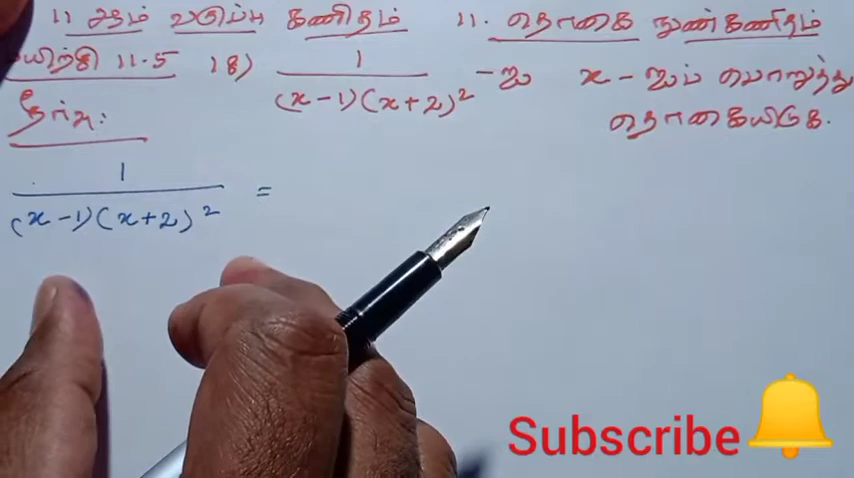 11 ஆம் வகுப்பு கணிதம் 11. தொகை நுண்கணிதம்
பயிற்சி 11.5 18) 1/(x-1)(x+2)² -ஐ x-ஐப் பொறுத்து
தீர்வு: தொகையிடுக.
1/(x-1)(x+2)² =
Subscribe